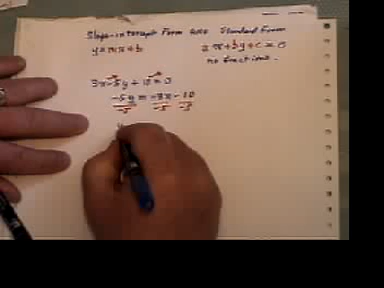 Slope-intercept Form and Standard Form
y = mx + b
ax + by + c = 0
no fractions.
3x - 5y + 10 = 0
-5y = -3x - 10
-5 -5 -5